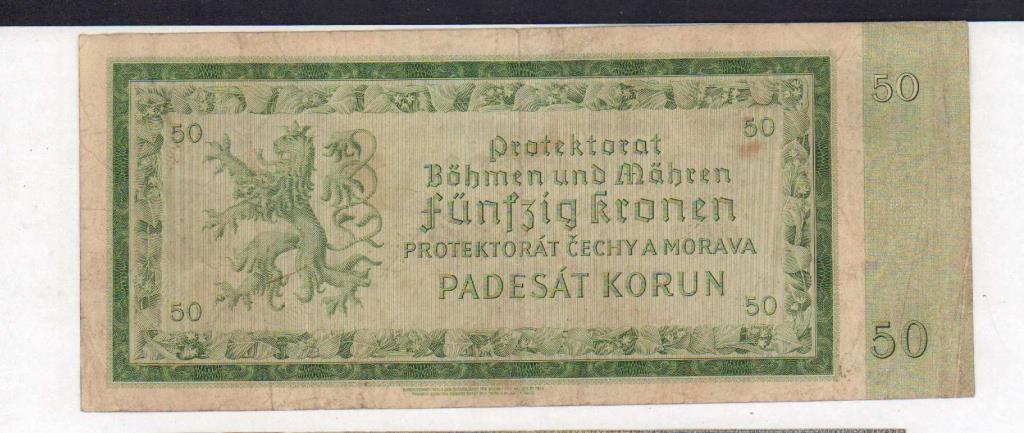 50
50
50
Protektorat
Böhmen und Mähren
Fünfzig Kronen
PROTEKTORÁT ČECHY A MORAVA
PADESÁT KORUN
50
50
50